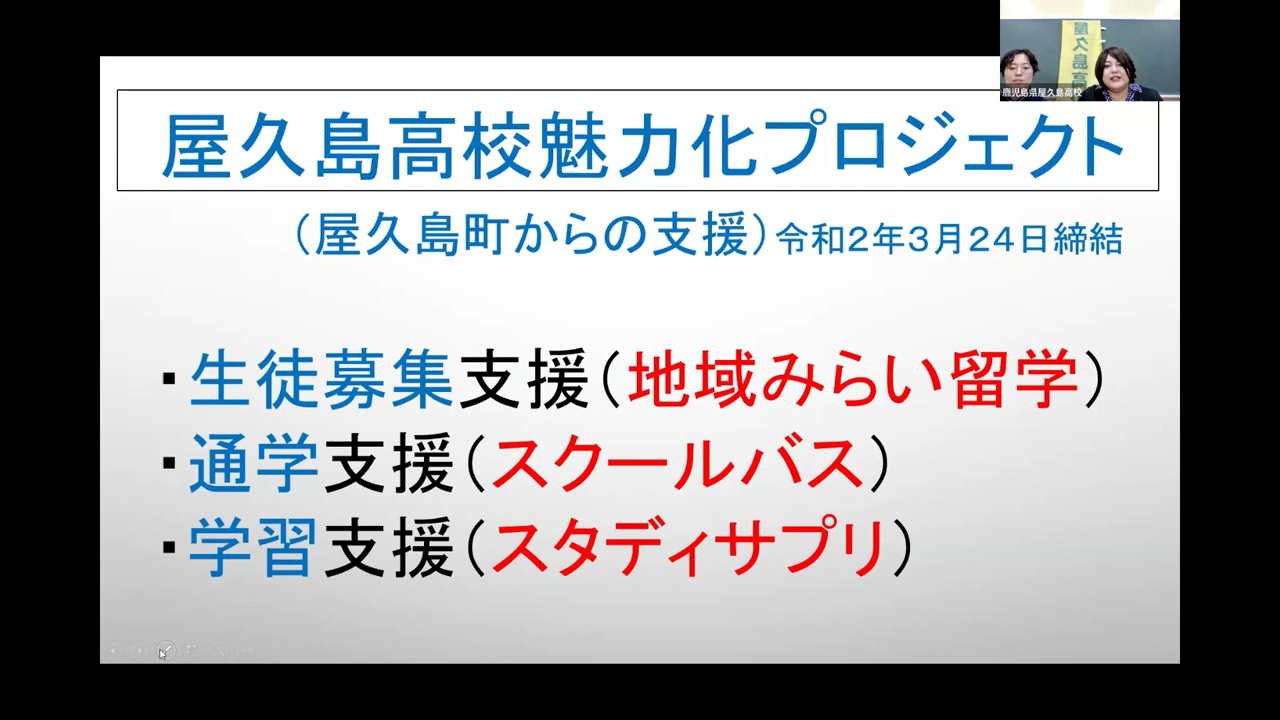 屋久島高
鹿児島県屋久島高校
屋久島高校魅力化プロジェクト
（屋久島町からの支援）令和２年３月２４日締結
・生徒募集支援（地域みらい留学）
・通学支援（スクールバス）
・学習支援（スタディサプリ）